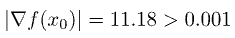 |∇f(x₀)| = 11.18 > 0.001